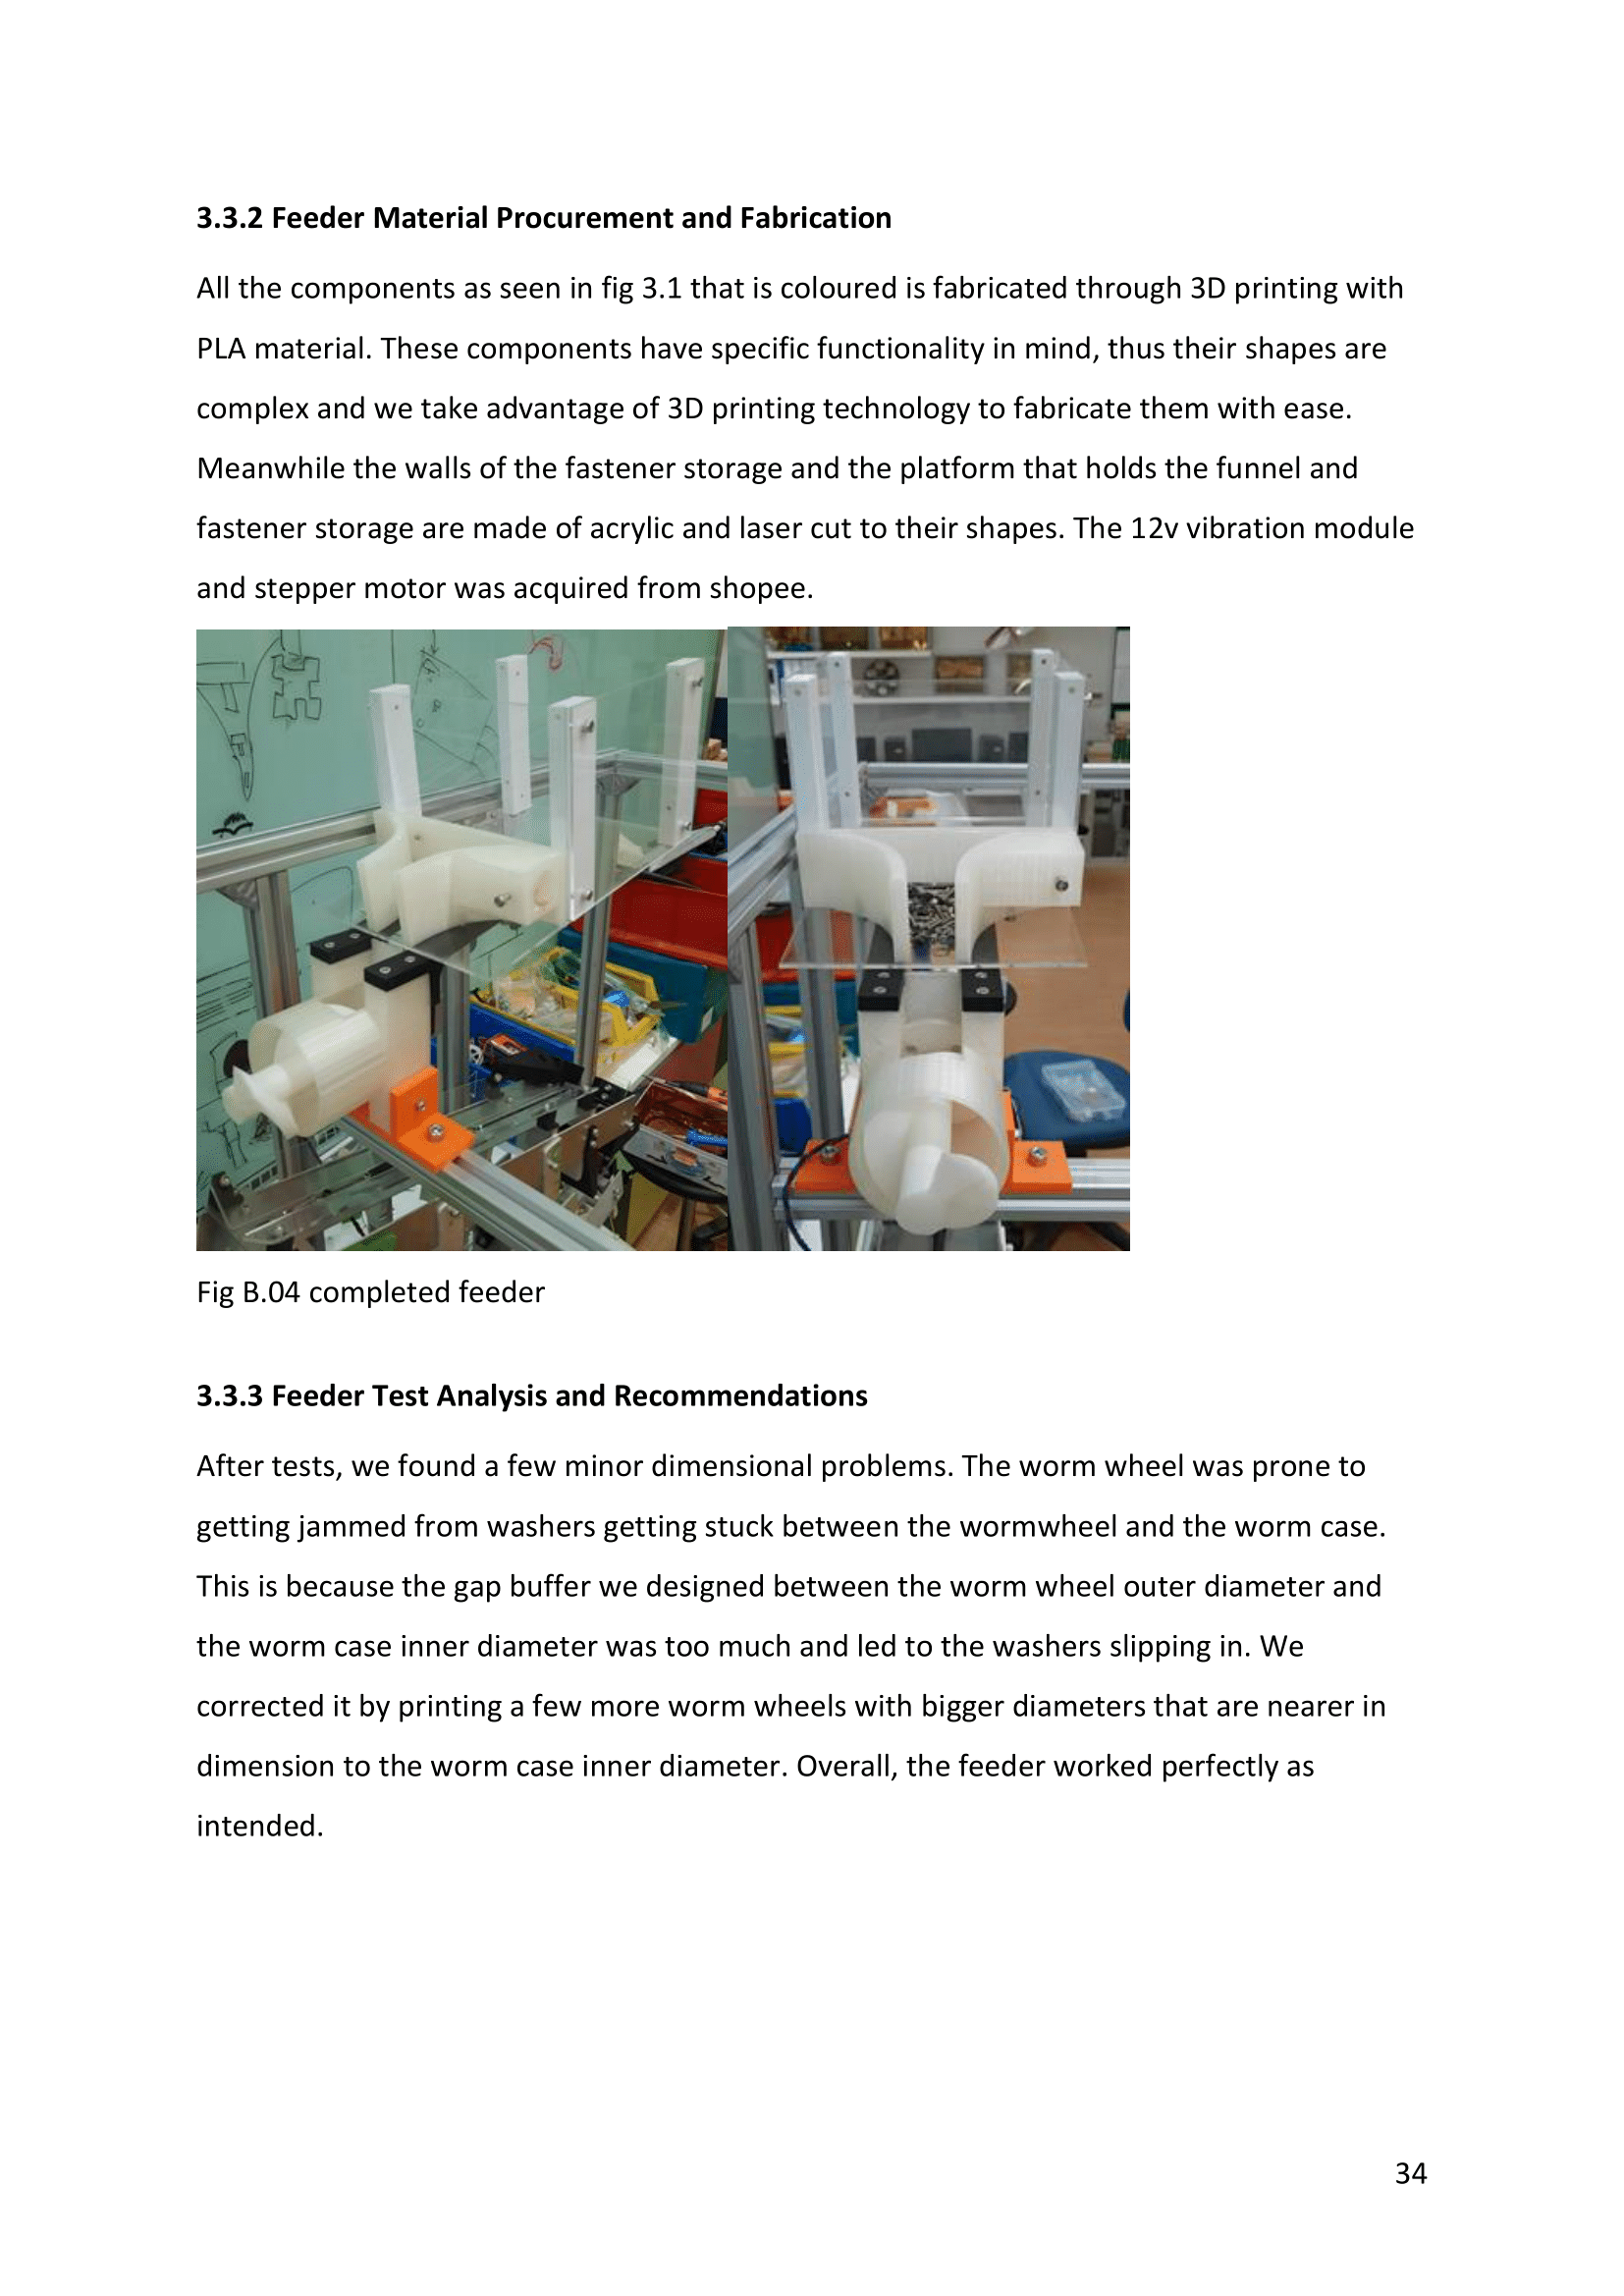 3.3.2 Feeder Material Procurement and Fabrication
All the components as seen in fig 3.1 that is coloured is fabricated through 3D printing with
PLA material. These components have specific functionality in mind, thus their shapes are
complex and we take advantage of 3D printing technology to fabricate them with ease.
Meanwhile the walls of the fastener storage and the platform that holds the funnel and
fastener storage are made of acrylic and laser cut to their shapes. The 12v vibration module
and stepper motor was acquired from shopee.
Fig B.04 completed feeder
3.3.3 Feeder Test Analysis and Recommendations
After tests, we found a few minor dimensional problems. The worm wheel was prone to
getting jammed from washers getting stuck between the wormwheel and the worm case.
This is because the gap buffer we designed between the worm wheel outer diameter and
the worm case inner diameter was too much and led to the washers slipping in. We
corrected it by printing a few more worm wheels with bigger diameters that are nearer in
dimension to the worm case inner diameter. Overall, the feeder worked perfectly as
intended.
34